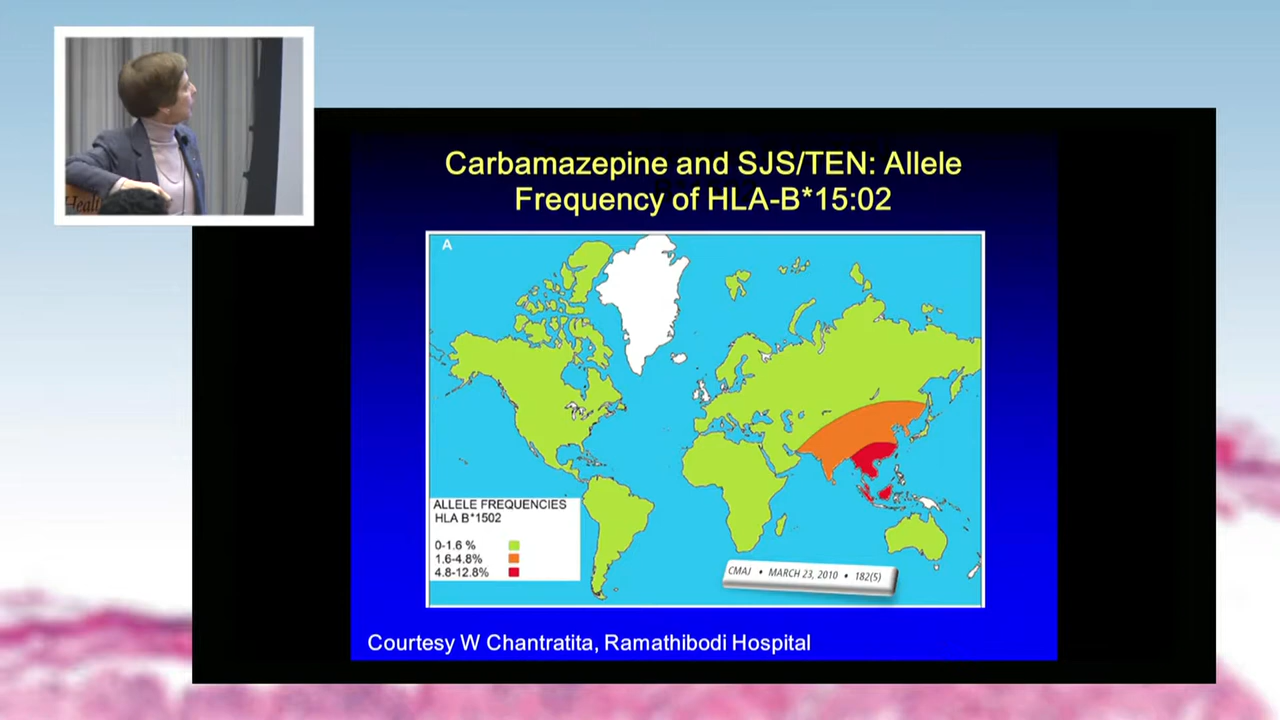 Heal
Carbamazepine and SJS/TEN: Allele
Frequency of HLA-B*15:02
A
ALLELE FREQUENCIES
HLA B*1502
0-1.6 %
1.6-4.8%
4.8-12.8%
CMAJ • MARCH 23, 2010 • 182(5)
Courtesy W Chantratita, Ramathibodi Hospital